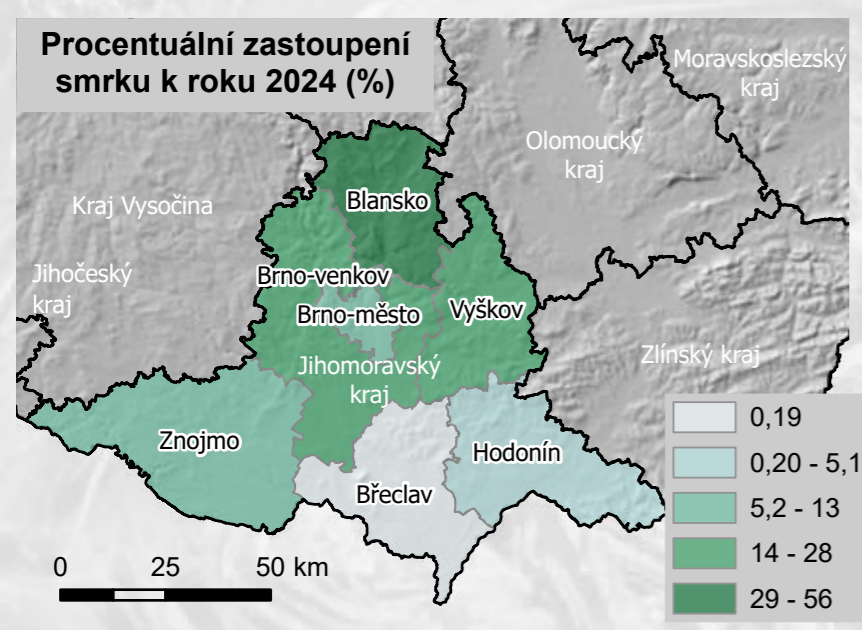 Procentuální zastoupení
smrku k roku 2024 (%)
Moravskoslezský
kraj
Olomoucký
kraj
Kraj Vysočina
Blansko
Jihočeský
kraj
Brno-venkov
Brno-město
Vyškov
Zlínský kraj
Jihomoravský
kraj
Znojmo
Hodonín
Břeclav
0,19
0,20 - 5,1
5,2 - 13
14 - 28
29 - 56
0 25 50 km